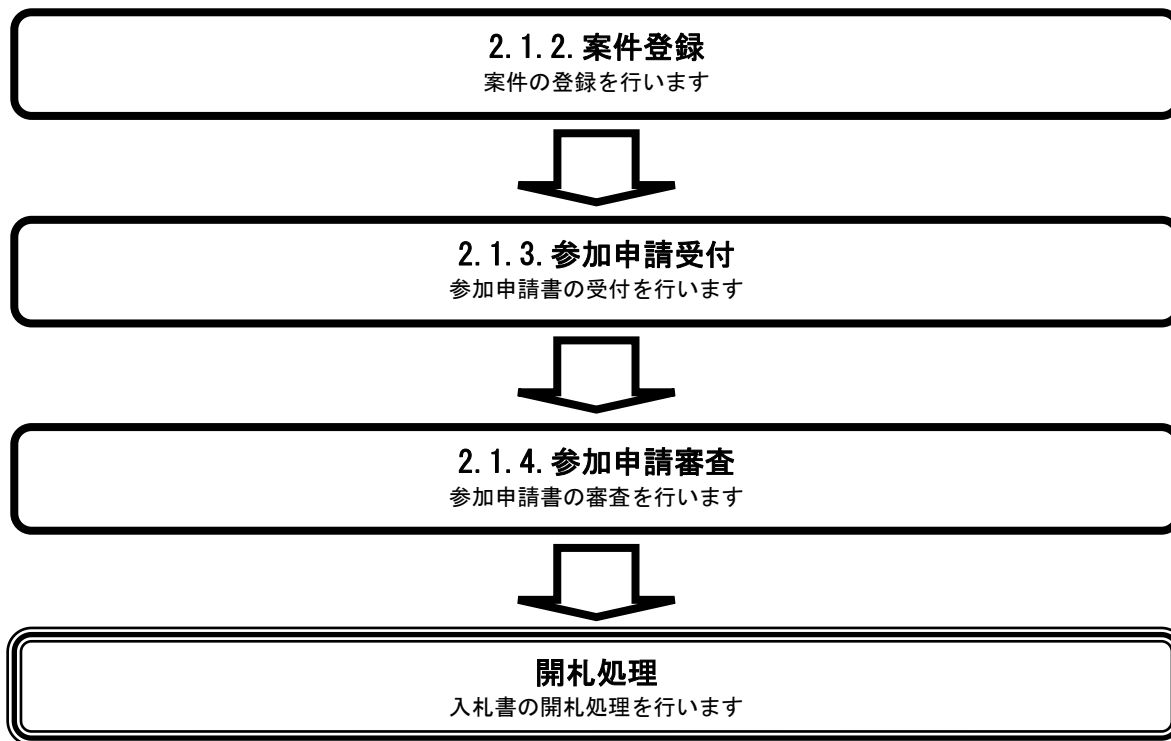 2.1.2.案件登録
案件の登録を行います
2.1.3.参加申請受付
参加申請書の受付を行います
2.1.4.参加申請審査
参加申請書の審査を行います
開札処理
入札書の開札処理を行います